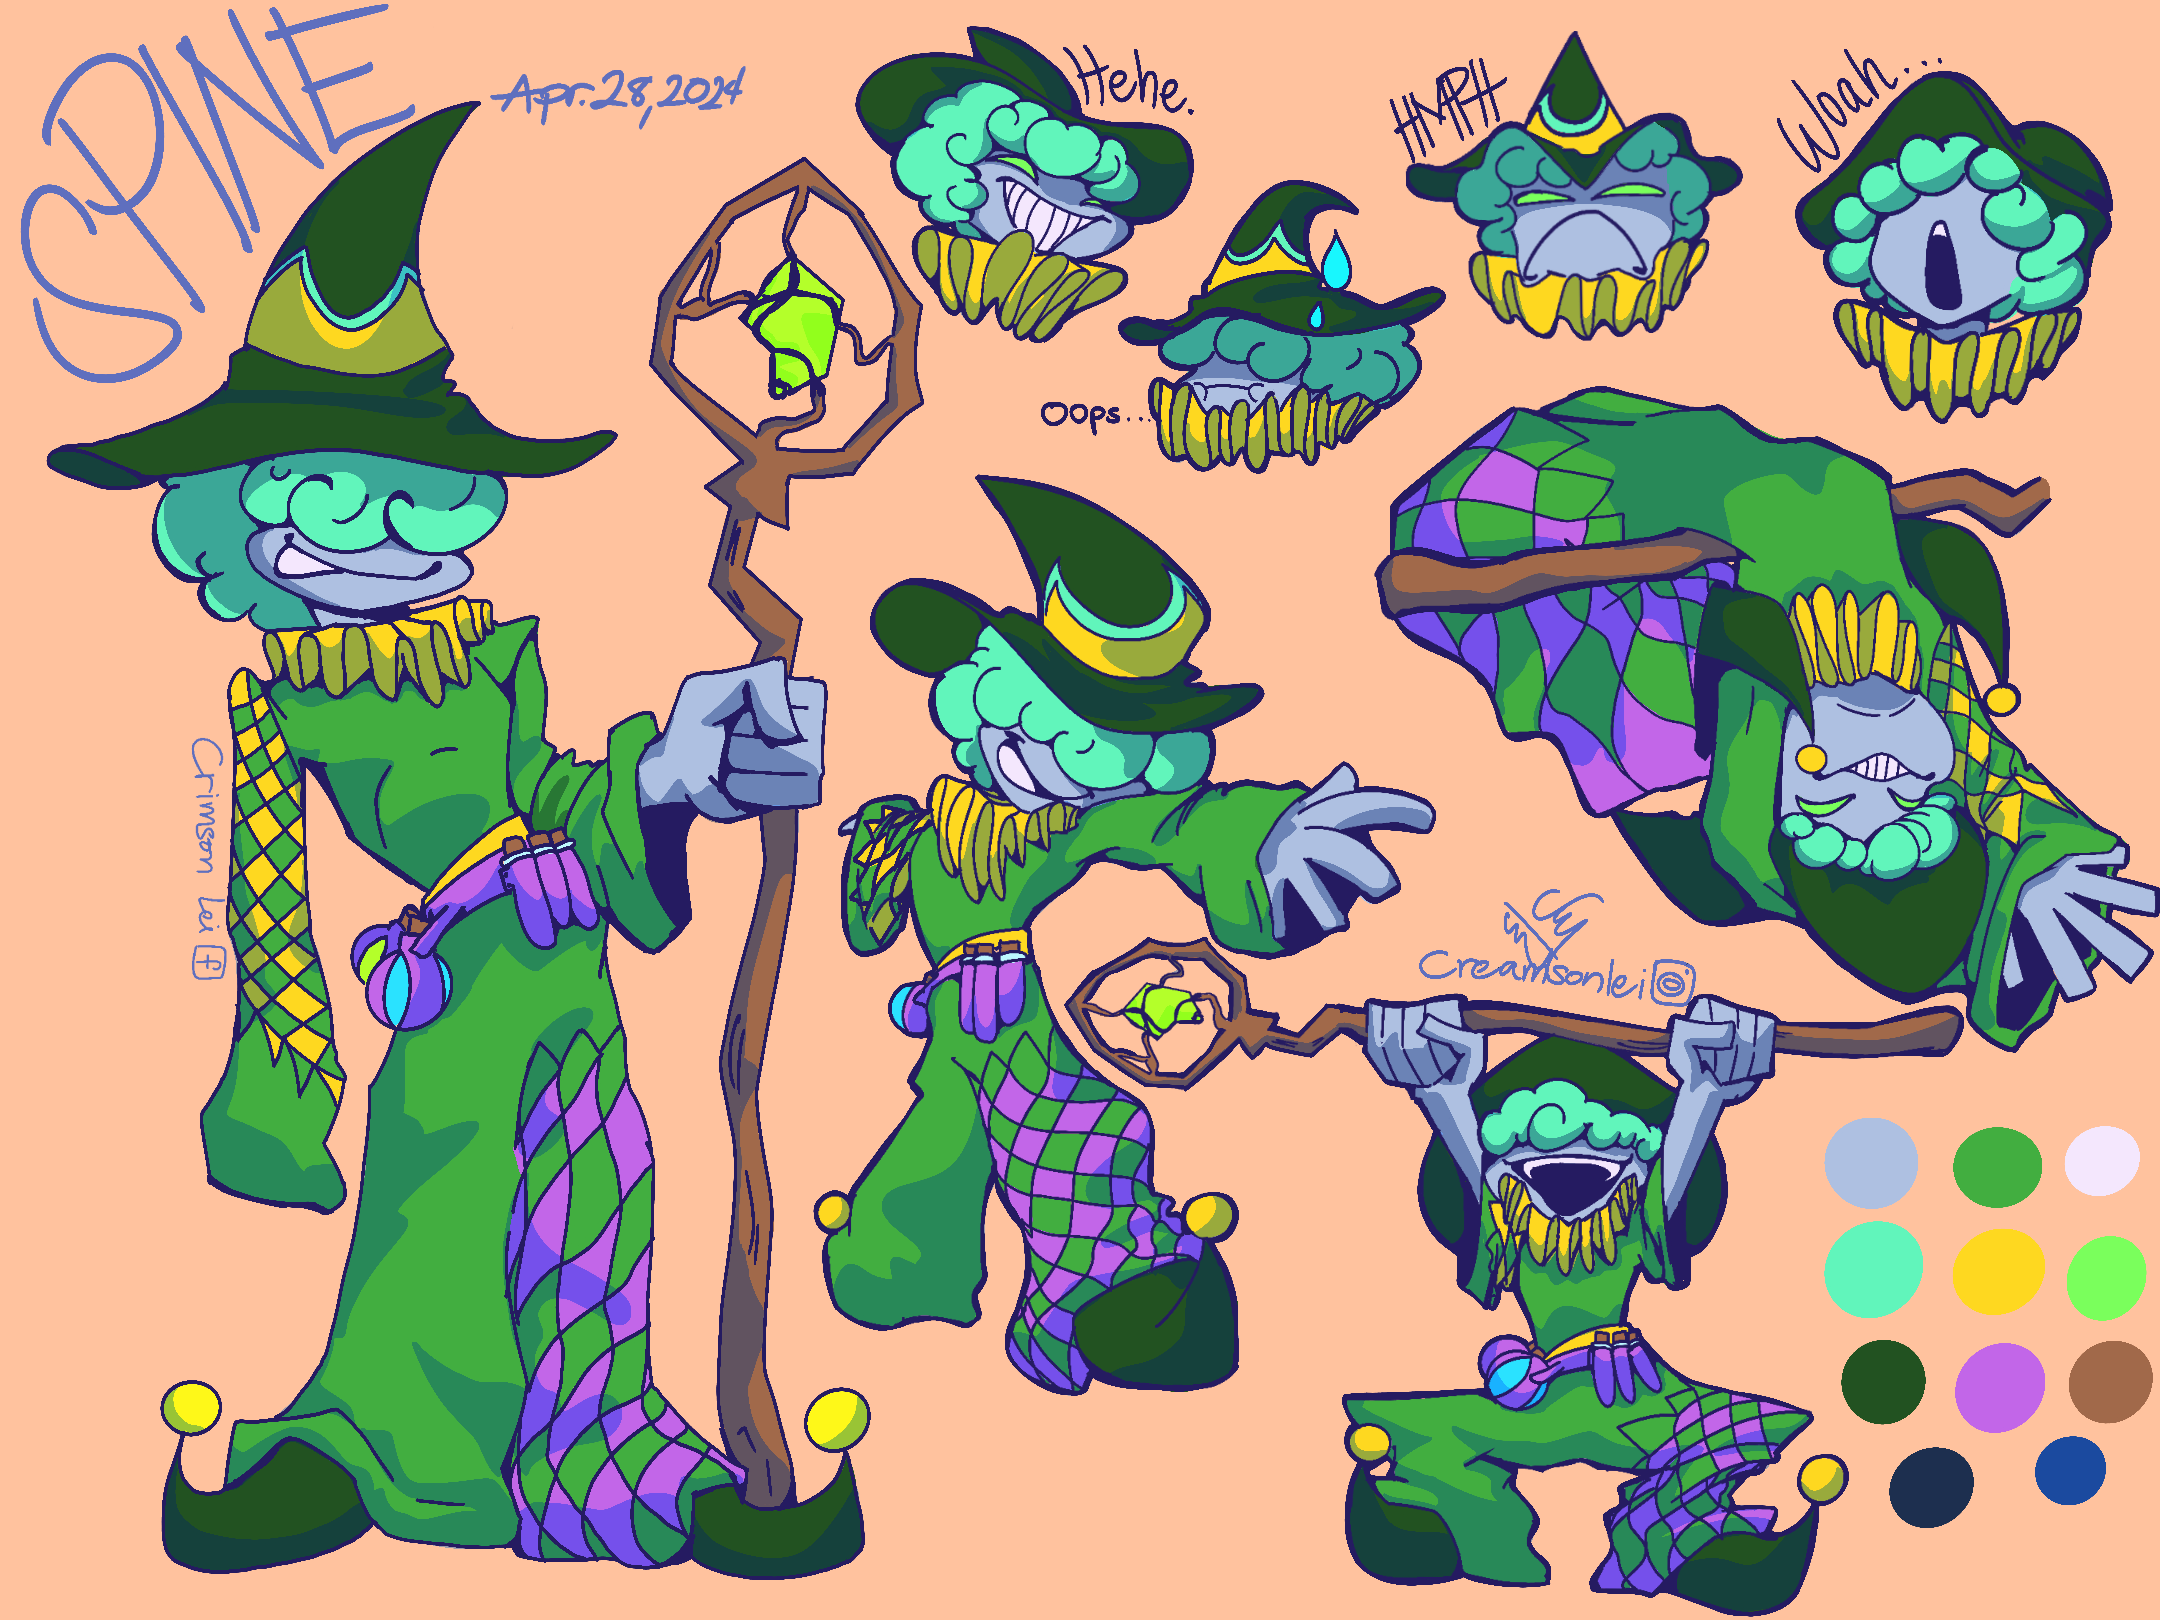 SPINE
Apr. 28, 2024
Hehe.
HMPH
Woah...
Oops...
Crimson Lei
Creamsonlei